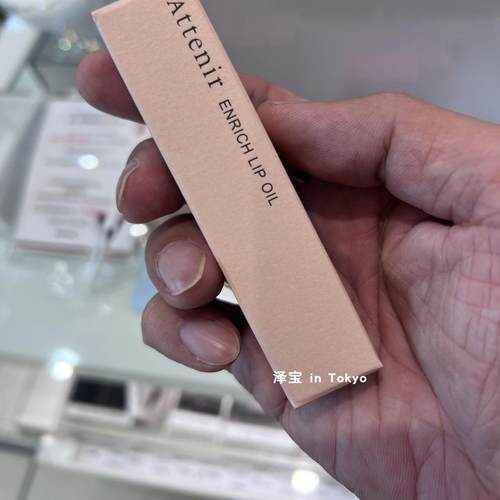 Attenir
ENRICH LIP OIL
泽宝 in Tokyo